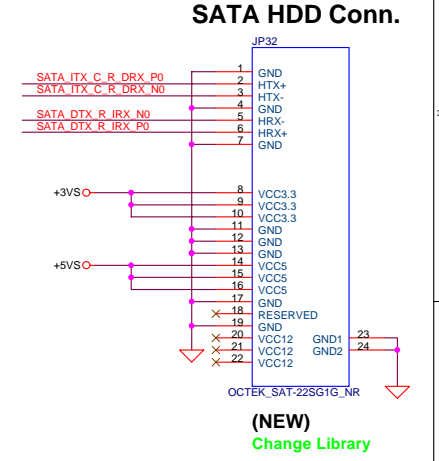 SATA HDD Conn.
JP32
1 GND
SATA_ITX_C_R_DRX_P0 2 HTX+
SATA_ITX_C_R_DRX_N0 3 HTX-
4 GND
SATA_DTX_R_IRX_N0 5 HRX-
SATA_DTX_R_IRX_P0 6 HRX+
7 GND
3
+3VS 8 VCC3.3
9 VCC3.3
10 VCC3.3
11 GND
12 GND
13 GND
+5VS 14 VCC5
15 VCC5
16 VCC5
17 GND
18 RESERVED
19 GND
20 VCC12 GND1 23
21 VCC12 GND2 24
22 VCC12
OCTEK_SAT-22SG1G_NR
(NEW)
Change Library